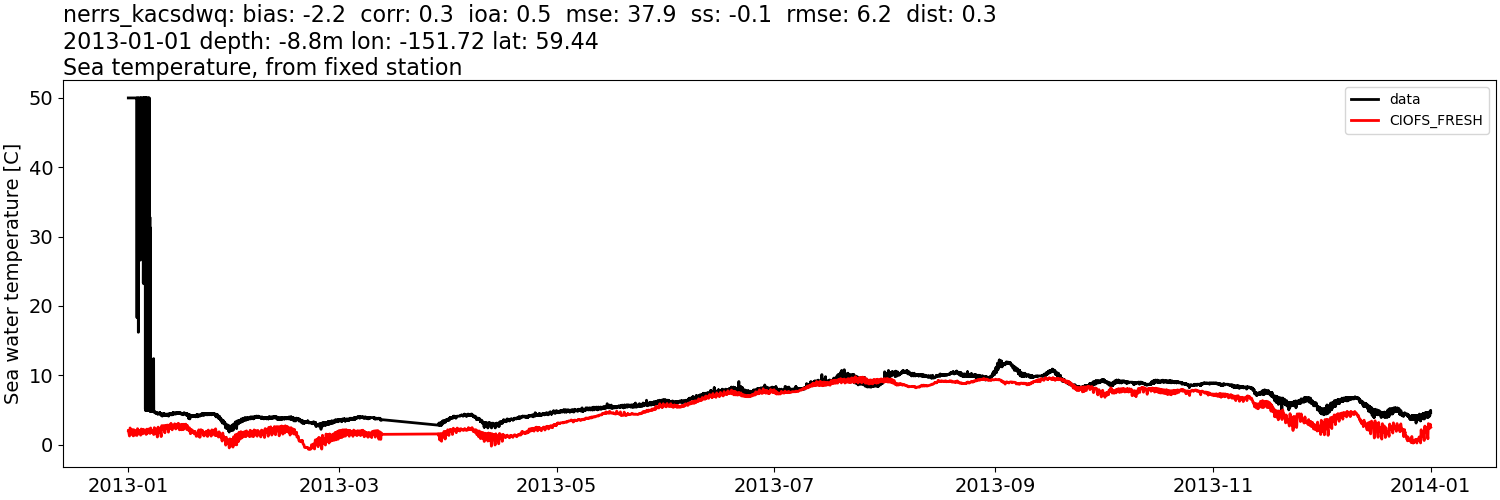 nerrs_kacsdwq: bias: -2.2  corr: 0.3  ioa: 0.5  mse: 37.9  ss: -0.1  rmse: 6.2  dist: 0.3
2013-01-01 depth: -8.8m lon: -151.72 lat: 59.44
Sea temperature, from fixed station
data
CIOFS_FRESH
Sea water temperature [C]
50
40
30
20
10
0
2013-01
2013-03
2013-05
2013-07
2013-09
2013-11
2014-01